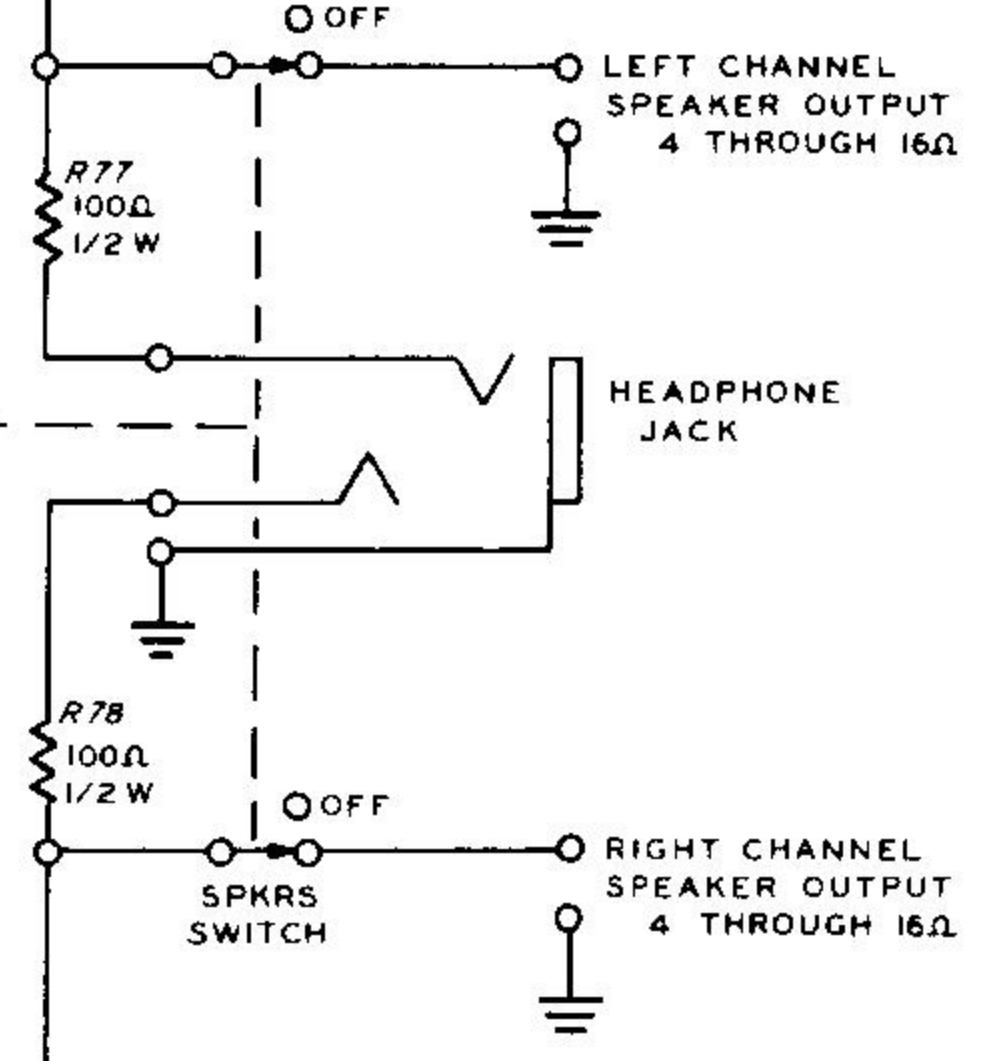 OFF
LEFT CHANNEL
SPEAKER OUTPUT
4 THROUGH 16Ω
R77
100Ω
1/2 W
HEADPHONE
JACK
R78
100Ω
1/2 W
OFF
RIGHT CHANNEL
SPEAKER OUTPUT
4 THROUGH 16Ω
SPKRS
SWITCH